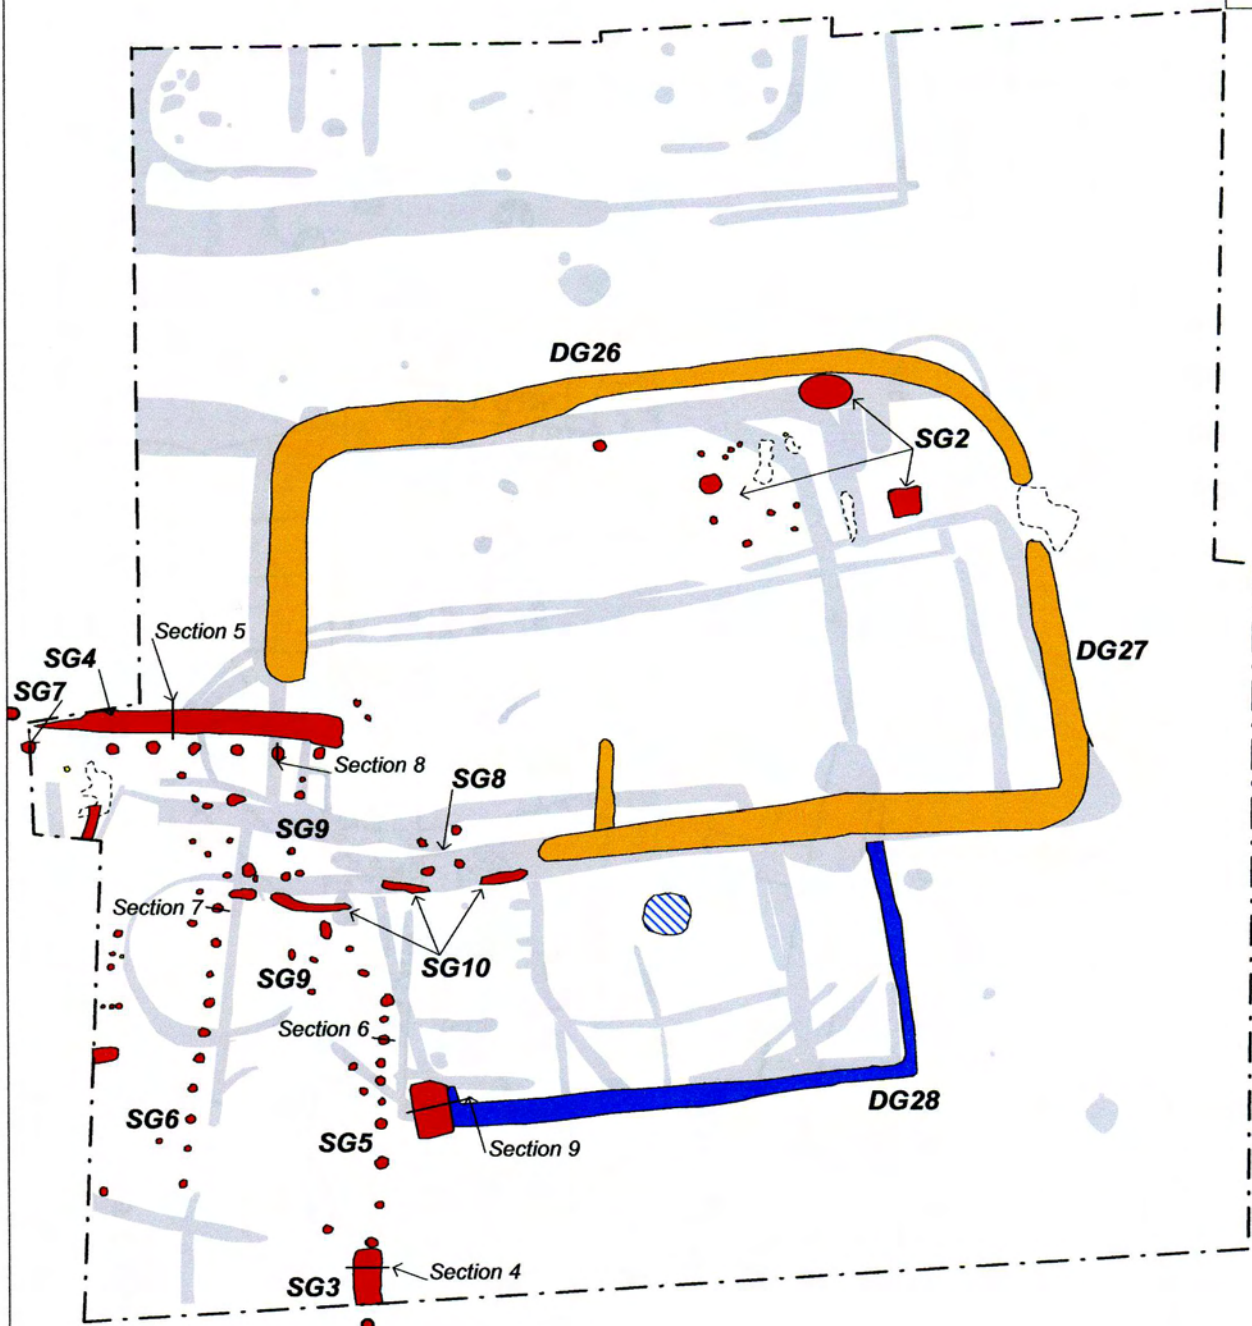 DG26
SG2
Section 5
SG4
DG27
SG7
Section 8
SG8
SG9
Section 7
SG10
SG9
Section 6
DG28
SG6
SG5
Section 9
Section 4
SG3